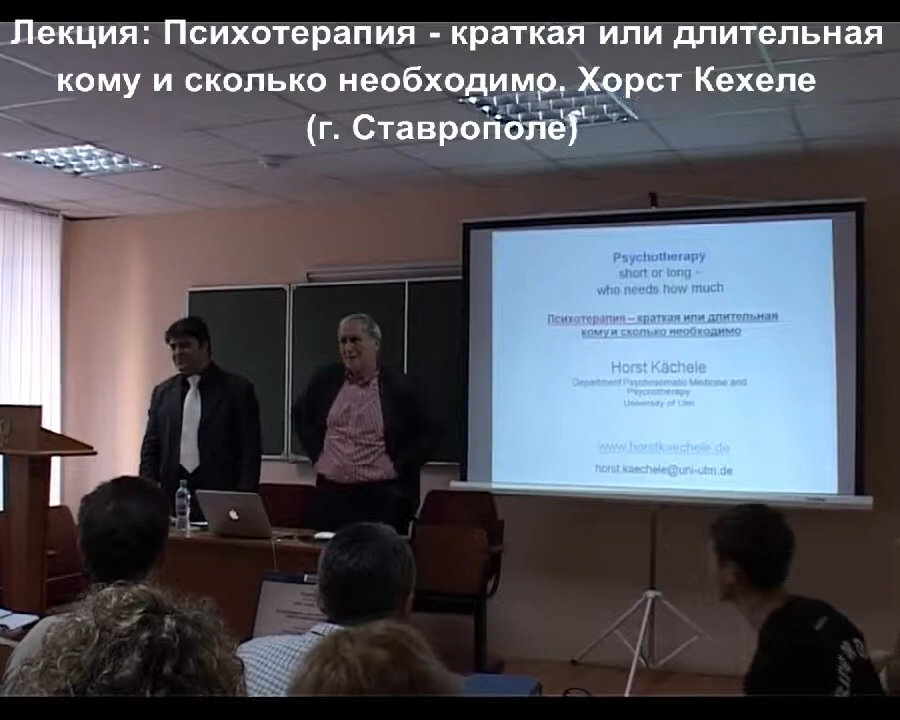 Лекция: Психотерапия - краткая или длительная
кому и сколько необходимо. Хорст Кехеле
(г. Ставрополе)
Psychotherapy
short or long -
who needs how much
Психотерапия – краткая или длительная
кому и сколько необходимо
Horst Kächele
Department Psychosomatic Medicine and
Psychotherapy
University of Ulm
www.horstkaechele.de
horst.kaechele@uni-ulm.de